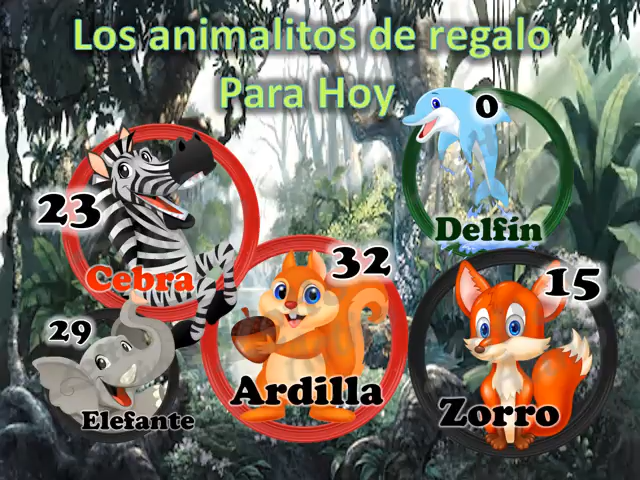 Los animalitos de regalo
Para Hoy
0
Delfín
23
Cebra
32
Ardilla
15
Zorro
29
Elefante